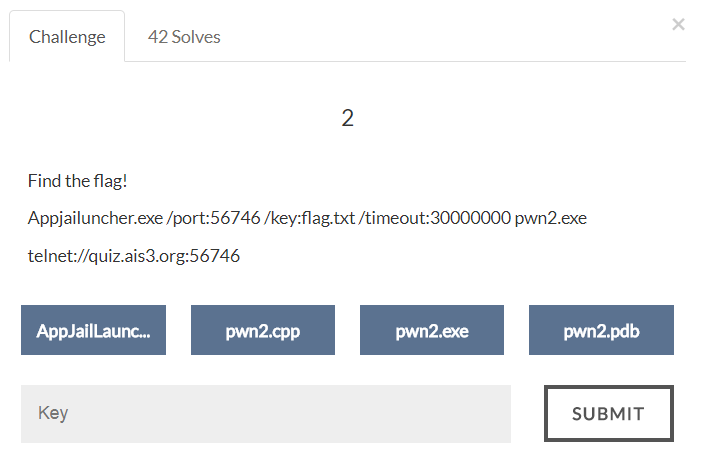 Challenge
42 Solves
×
2
Find the flag!
Appjailuncher.exe /port:56746 /key:flag.txt /timeout:30000000 pwn2.exe
telnet://quiz.ais3.org:56746
AppJailLaunc...
pwn2.cpp
pwn2.exe
pwn2.pdb
Key
SUBMIT